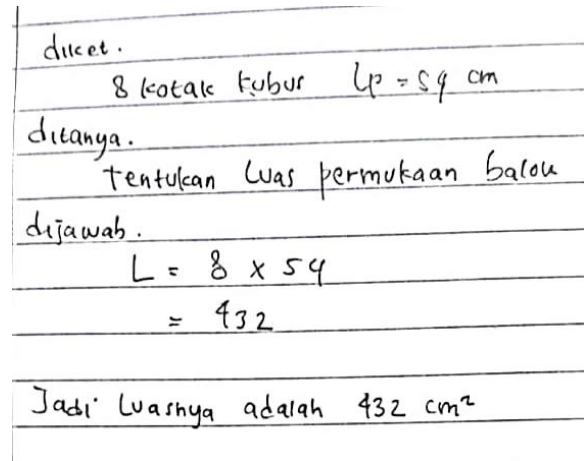 diket.
8 kotak kubus Lp = 54 cm
ditanya.
Tentukan Luas permukaan balok
dijawab.
L = 8 x 54
= 432
Jadi Luasnya adalah 432 cm²